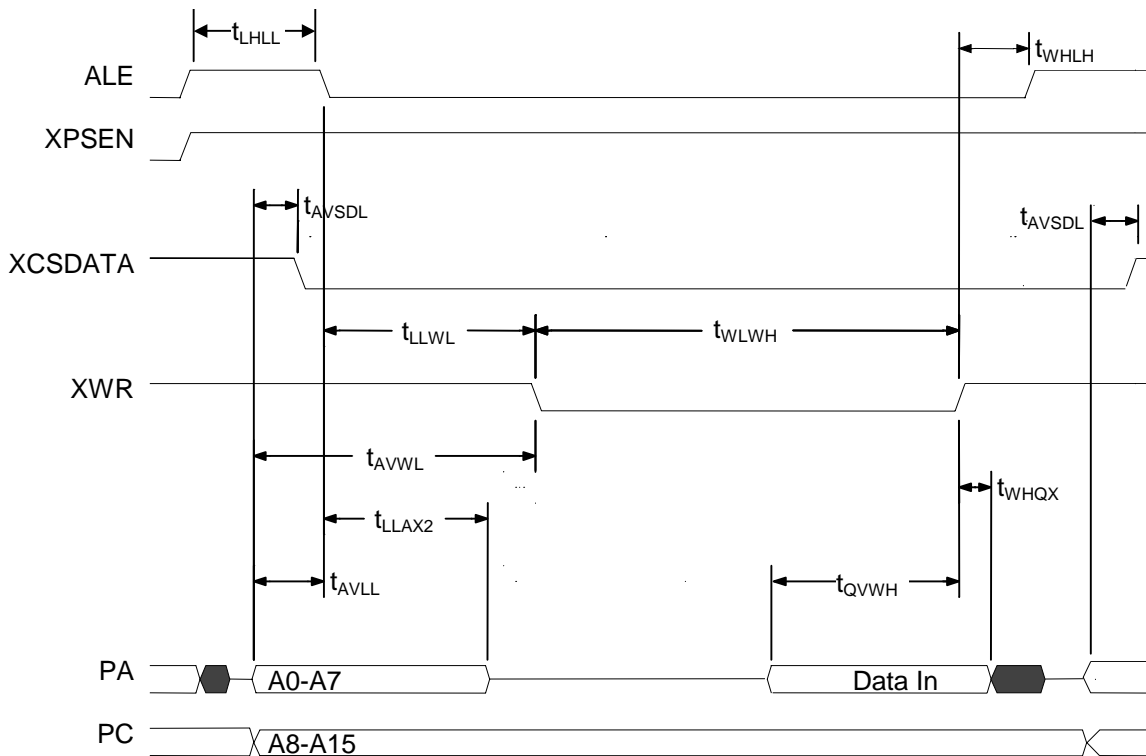 tLHLL
tWHLH
ALE
XPSEN
tAVSDL
tAVSDL
XCSDATA
tLLWL
tWLWH
XWR
tAVWL
tWHQX
tLLAX2
tAVLL
tQVWH
PA
A0-A7
Data In
PC
A8-A15